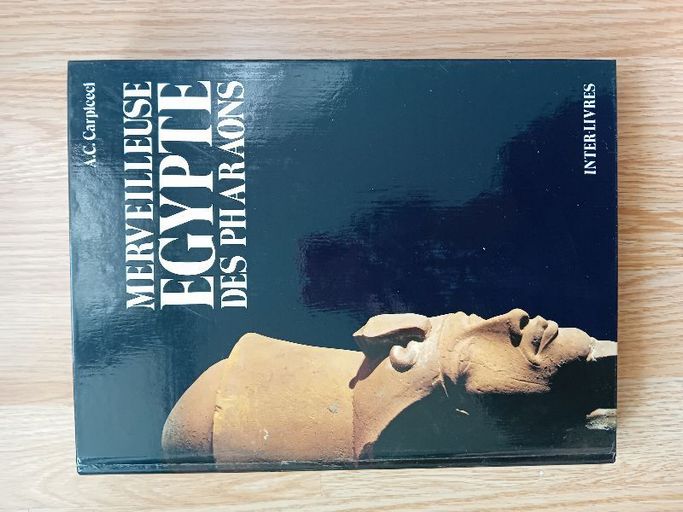 A.C. Carpiceci
MERVEILLEUSE
EGYPTE
DES PHARAONS
INTER-LIVRES